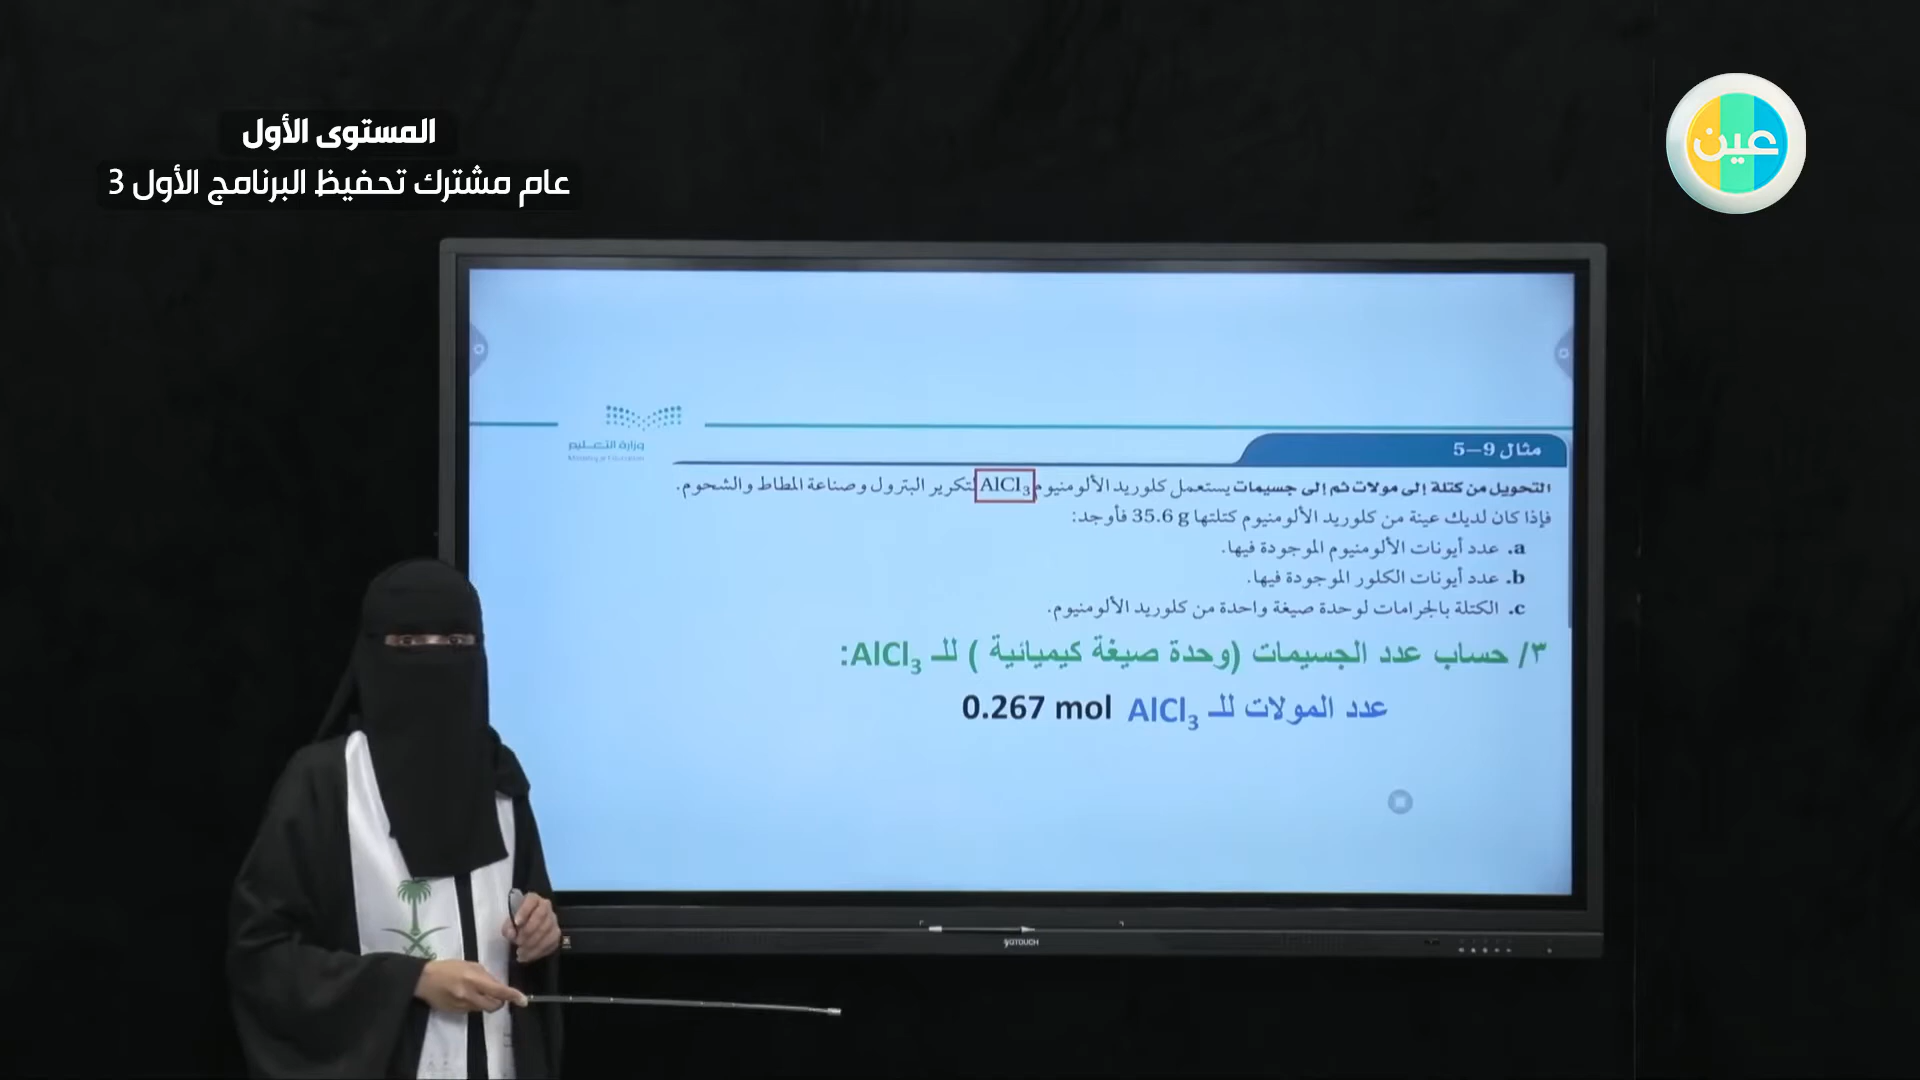 المستوى الأول
عام مشترك تحفيظ البرنامج الأول 3
عين
وزارة التعليم
Ministry of Education
مثال 9–5
التحويل من كتلة إلى مولات ثم إلى جسيمات يستعمل كلوريد الألومنيوم AlCl₃ لتكرير البترول وصناعة المطاط والشحوم.
فإذا كان لديك عينة من كلوريد الألومنيوم كتلتها 35.6 g فأوجد:
a. عدد أيونات الألومنيوم الموجودة فيها.
b. عدد أيونات الكلور الموجودة فيها.
c. الكتلة بالجرامات لوحدة صيغة واحدة من كلوريد الألومنيوم.
٣/ حساب عدد الجسيمات (وحدة صيغة كيميائية ) للـ AlCl₃:
عدد المولات للـ AlCl₃ 0.267 mol